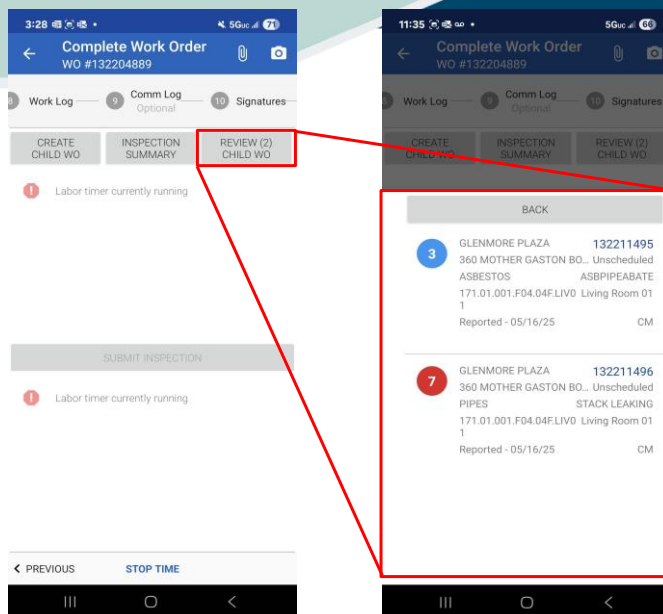 3:28
5GUC 71
Complete Work Order
WO #132204889
8 Work Log
9 Comm Log
Optional
10 Signatures
CREATE
CHILD WO
INSPECTION
SUMMARY
REVIEW (2)
CHILD WO
Labor timer currently running
SUBMIT INSPECTION
Labor timer currently running
PREVIOUS
STOP TIME
11:35
5GUC 66
Complete Work Order
WO #132204889
Work Log
9 Comm Log
Optional
10 Signatures
CREATE
CHILD WO
INSPECTION
SUMMARY
REVIEW (2)
CHILD WO
BACK
3
GLENMORE PLAZA 132211495
360 MOTHER GASTON BO... Unscheduled
ASBESTOS ASBPIPEABATE
171.01.001.F04.04F.LIV0 Living Room 01
1
Reported - 05/16/25 CM
7
GLENMORE PLAZA 132211496
360 MOTHER GASTON BO... Unscheduled
PIPES STACK LEAKING
171.01.001.F04.04F.LIV0 Living Room 01
1
Reported - 05/16/25 CM